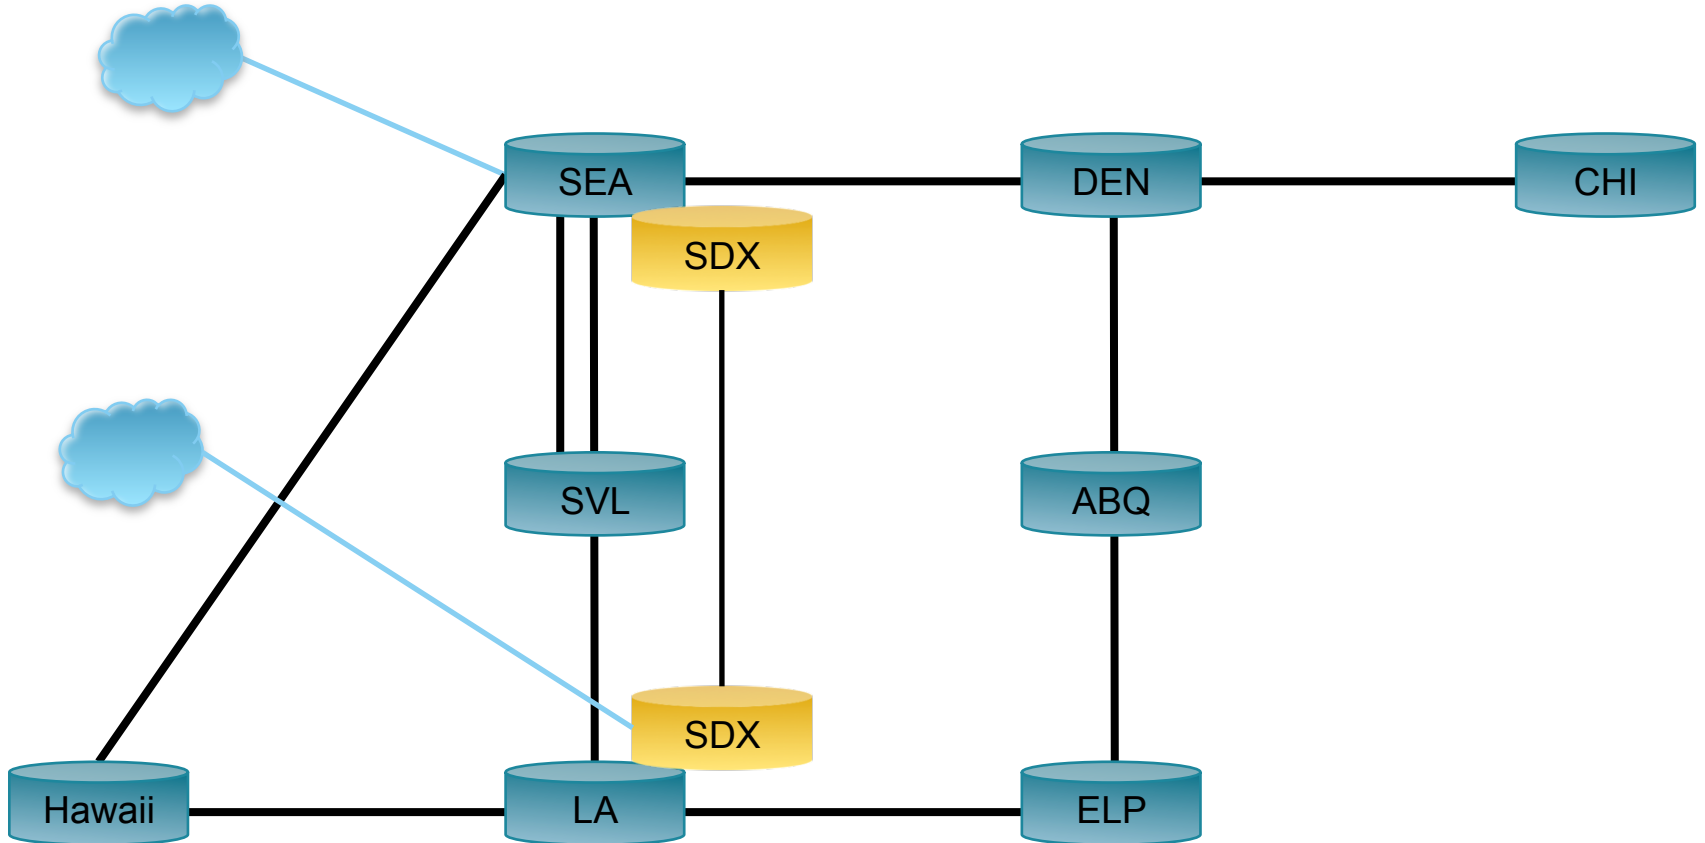 SEA
DEN
CHI
SDX
SVL
ABQ
SDX
Hawaii
LA
ELP